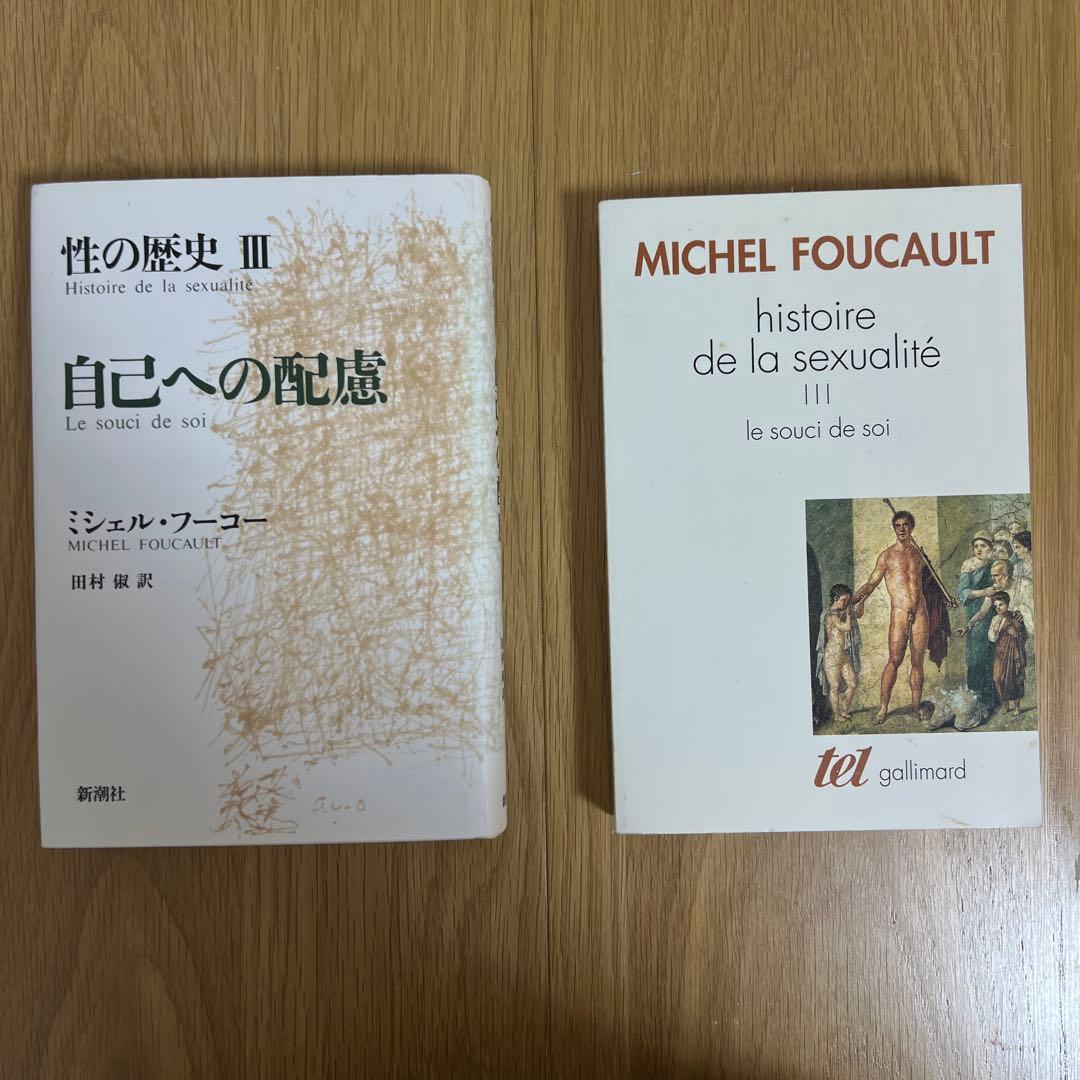 性の歴史 III
Histoire de la sexualité
自己への配慮
Le souci de soi
ミシェル・フーコー
MICHEL FOUCAULT
田村 俶 訳
新潮社
ay-o
MICHEL FOUCAULT
histoire
de la sexualité
III
le souci de soi
tel gallimard